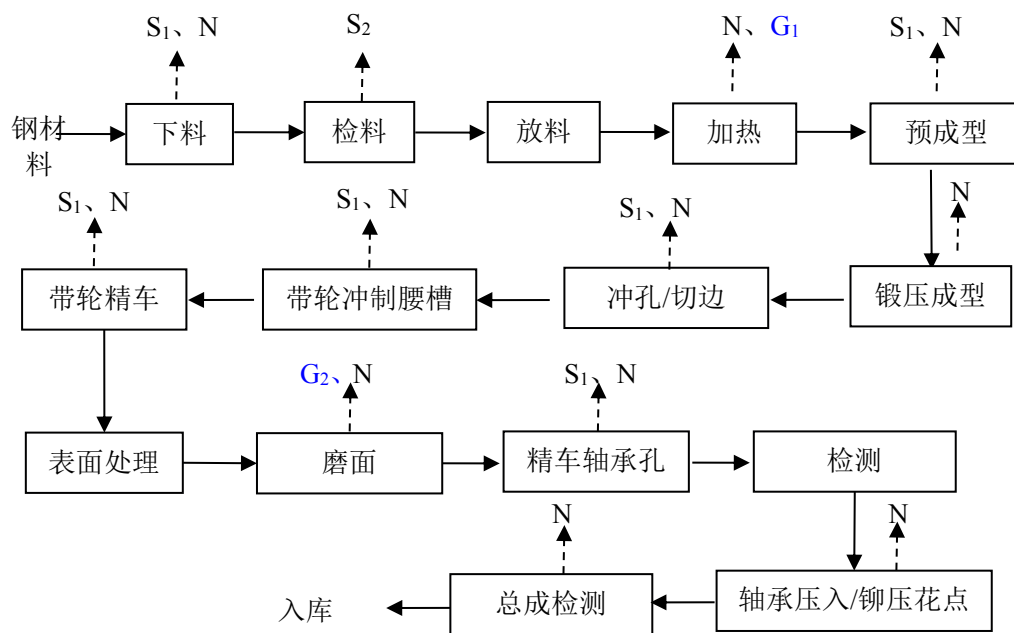 S₁、N
S₂
N、G₁
S₁、N
钢材
料
下料
检料
放料
加热
预成型
S₁、N
S₁、N
S₁、N
N
带轮精车
带轮冲制腰槽
冲孔/切边
锻压成型
G₂、N
S₁、N
表面处理
磨面
精车轴承孔
检测
N
N
入库
总成检测
轴承压入/铆压花点